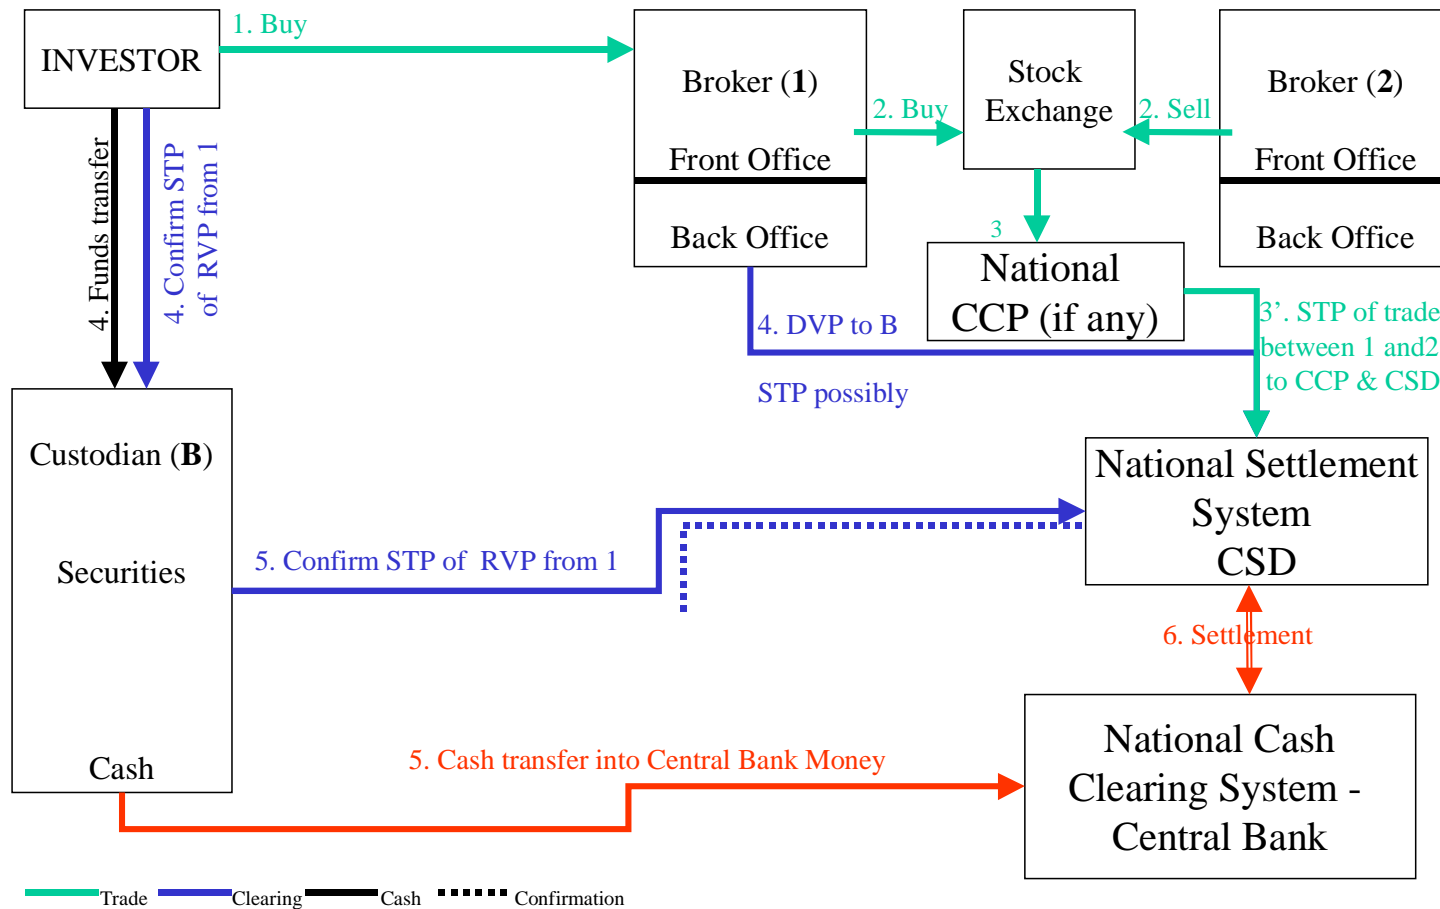 1. Buy
INVESTOR
Broker (1)
Front Office
Back Office
2. Buy
Stock
Exchange
2. Sell
Broker (2)
Front Office
Back Office
3
National
CCP (if any)
4. Funds transfer
4. Confirm STP
of  RVP from 1
4. DVP to B
STP possibly
3’. STP of trade
between 1 and2
to CCP & CSD
Custodian (B)
Securities
Cash
5. Confirm STP of  RVP from 1
National Settlement
System
CSD
6. Settlement
5. Cash transfer into Central Bank Money
National Cash
Clearing System -
Central Bank
Trade
Clearing
Cash
Confirmation